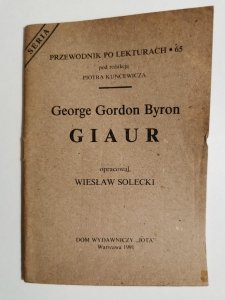 SERIA
PRZEWODNIK PO LEKTURACH • 65
pod redakcją
PIOTRA KUNCEWICZA
George Gordon Byron
GIAUR
opracował
WIESŁAW SOLECKI
DOM WYDAWNICZY „JOTA”
Warszawa 1991